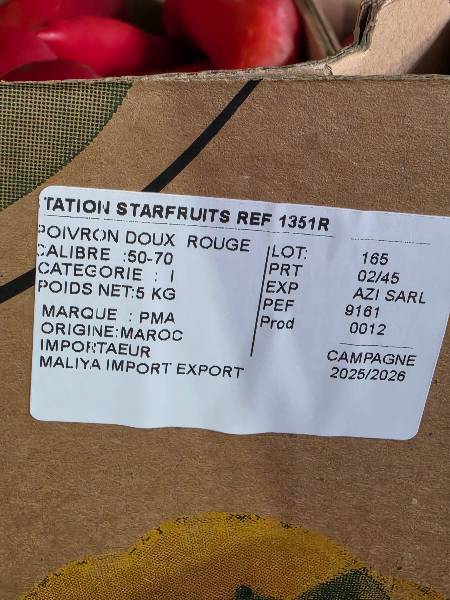 TATION STARFRUITS REF 1351R
POIVRON DOUX ROUGE
CALIBRE :50-70
CATEGORIE : I
POIDS NET:5 KG
MARQUE : PMA
ORIGINE:MAROC
IMPORTAEUR
MALIYA IMPORT EXPORT
LOT: 165
PRT 02/45
EXP AZI SARL
PEF 9161
Prod 0012
CAMPAGNE
2025/2026